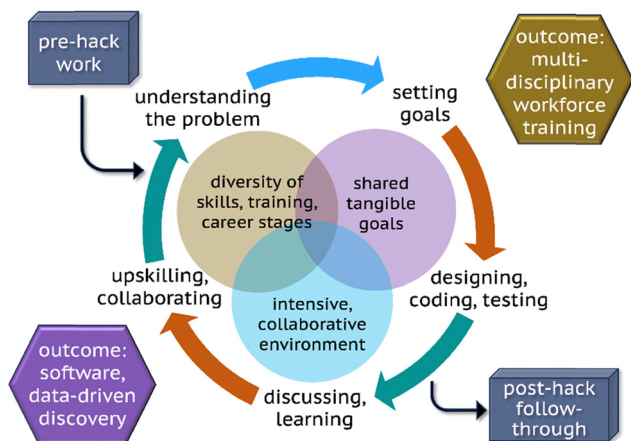 pre-hack
work
outcome:
multi-
disciplinary
workforce
training
understanding
the problem
setting
goals
diversity of
skills, training,
career stages
shared
tangible
goals
upskilling,
collaborating
designing,
coding, testing
intensive,
collaborative
environment
outcome:
software,
data-driven
discovery
discussing,
learning
post-hack
follow-
through